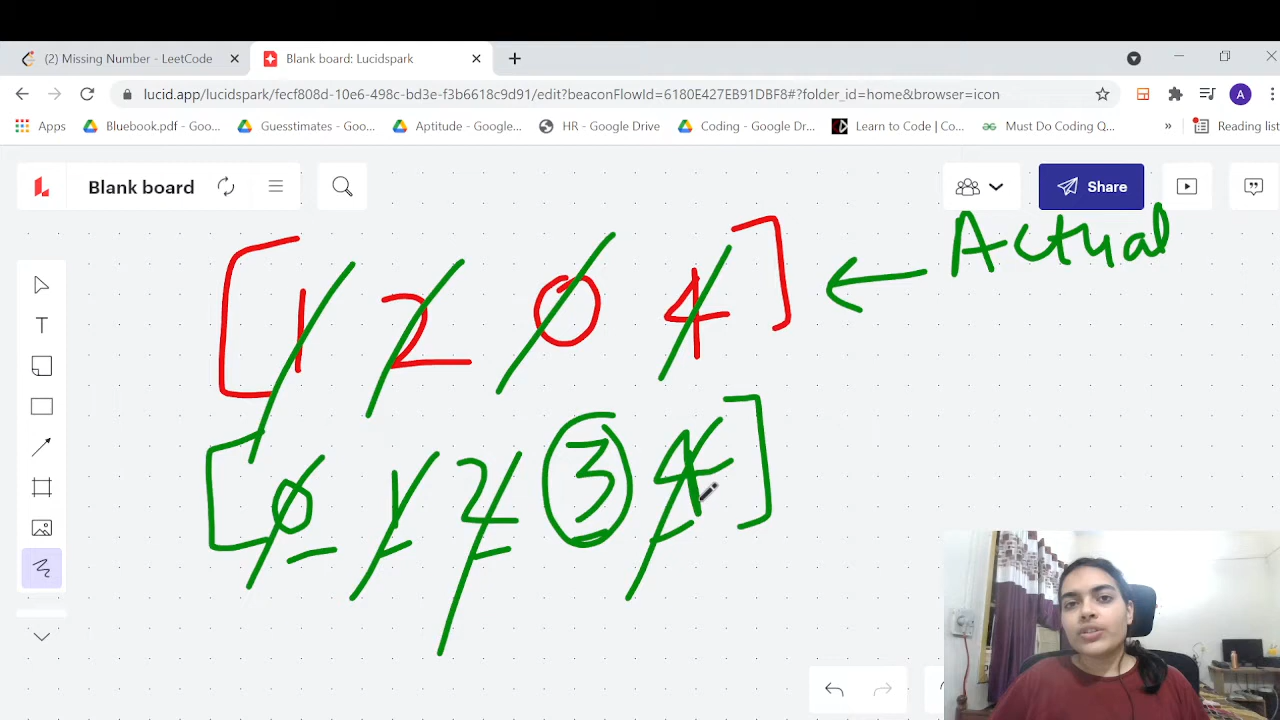 (2) Missing Number - LeetCode
Blank board: Lucidspark
lucid.app/lucidspark/fecf808d-10e6-498c-bd3e-f3b6618c9d91/edit?beaconFlowId=6180E427EB91DBF8#?folder_id=home&browser=icon
A
Apps
Bluebook.pdf - Goo...
Guesstimates - Goo...
Aptitude - Google...
HR - Google Drive
Coding - Google Dr...
Learn to Code | Co...
Must Do Coding Q...
»
Reading list
Blank board
Share
Actual
[1 2 0 4]
[0 1 2 3 4]
T